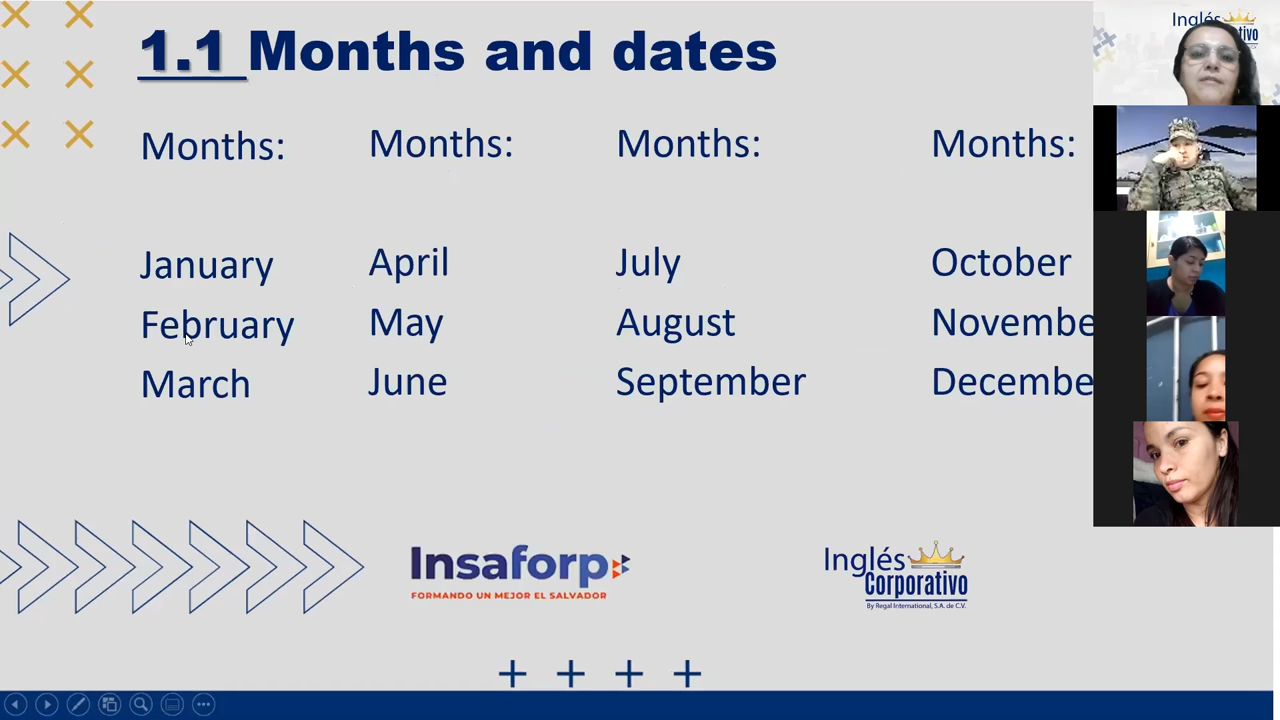 1.1 Months and dates
Months:
January
February
March
Months:
April
May
June
Months:
July
August
September
Months:
October
Novembe
Decembe
Insaforp
FORMANDO UN MEJOR EL SALVADOR
Inglés
Corporativo
By Regal International, S.A. de C.V.
Inglés